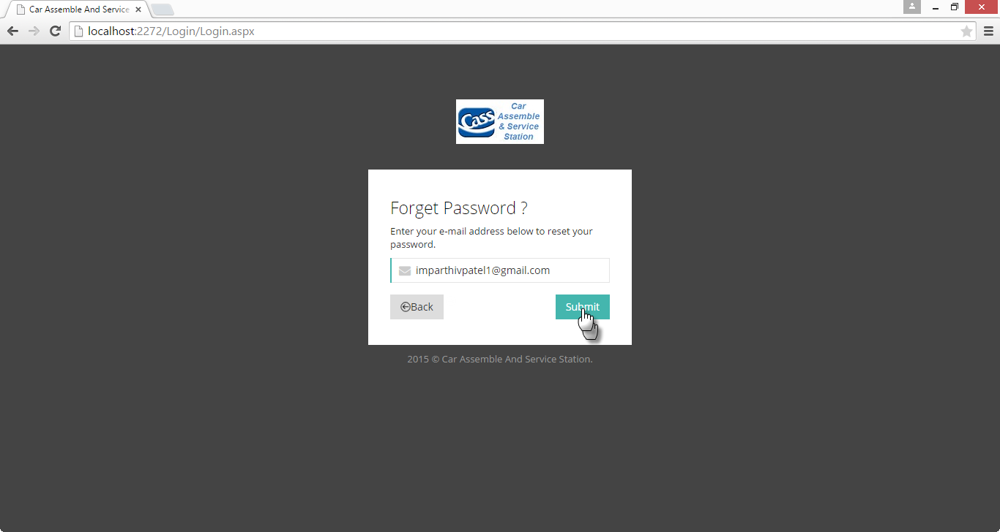 Car Assemble And Service
localhost:2272/Login/Login.aspx
Cass
Car
Assemble
& Service
Station
Forget Password ?
Enter your e-mail address below to reset your
password.
imparthivpatel1@gmail.com
Back
Submit
2015 © Car Assemble And Service Station.